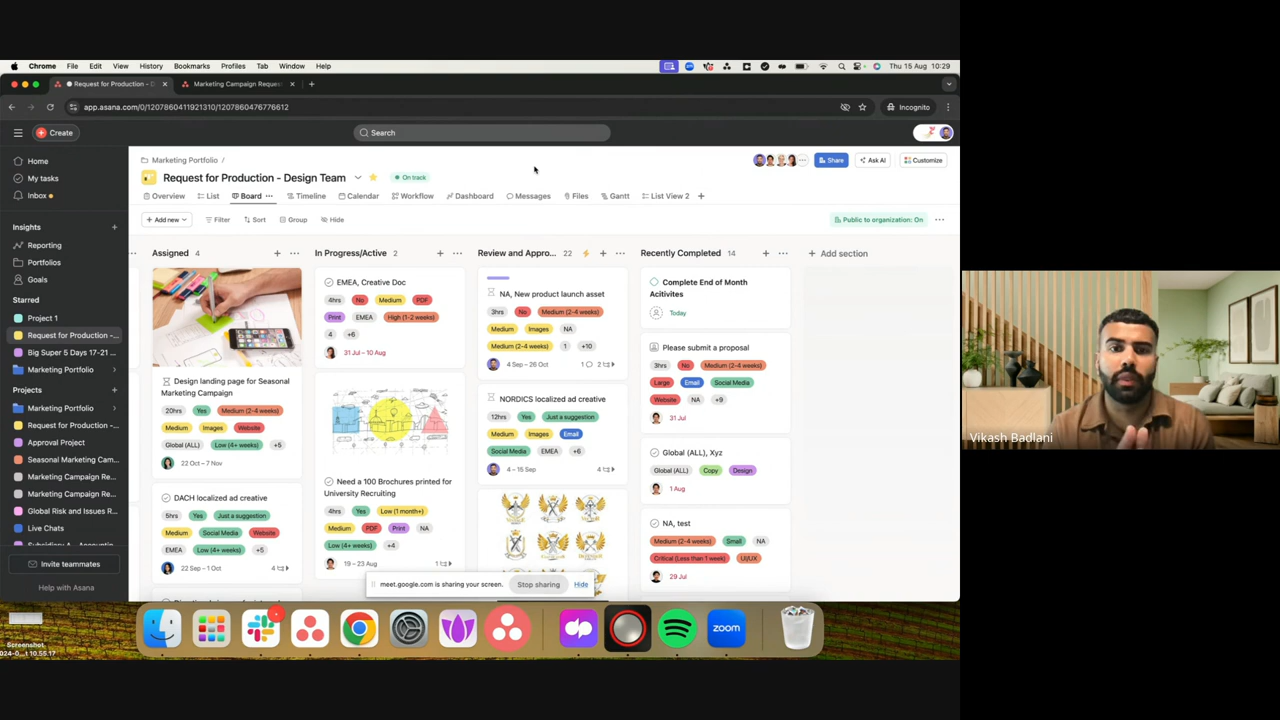 Chrome File Edit View History Bookmarks Profiles Tab Window Help Thu 15 Aug 10:29
Request for Production - D Marketing Campaign Reques
app.asana.com/0/1207860411921310/1207860476776612 Incognito
Create Search
Home
My tasks
Inbox
Insights
Reporting
Portfolios
Goals
Starred
Project 1
Request for Production -...
Big Super 5 Days 17-21 ...
Marketing Portfolio
Projects
Marketing Portfolio
Request for Production -...
Approval Project
Seasonal Marketing Cam...
Marketing Campaign Re...
Marketing Campaign Re...
Global Risk and Issues R...
Live Chats
Invite teammates
Help with Asana
Marketing Portfolio /
Request for Production - Design Team On track
Share Ask AI Customize
Overview List Board Timeline Calendar Workflow Dashboard Messages Files Gantt List View 2
Add new Filter Sort Group Hide Public to organization: On
Assigned 4
Design landing page for Seasonal
Marketing Campaign
20hrs Yes Medium (2-4 weeks)
Medium Images Website
Global (ALL) Low (4+ weeks) +5
22 Oct – 7 Nov
DACH localized ad creative
5hrs Yes Just a suggestion
Medium Social Media Website
EMEA Low (4+ weeks) +5
22 Sep – 1 Oct 4
In Progress/Active 2
EMEA, Creative Doc
4hrs No Medium PDF
Print EMEA High (1-2 weeks)
4 +6
31 Jul – 10 Aug
Need a 100 Brochures printed for
University Recruiting
4hrs Yes Low (1 month+)
Medium PDF Print NA
Low (4+ weeks) +4
19 – 23 Aug 1
Review and Appro... 22
NA, New product launch asset
3hrs No Medium (2-4 weeks)
Medium Images NA
Medium (2-4 weeks) 1 +10
4 Sep – 26 Oct 1 2
NORDICS localized ad creative
12hrs Yes Just a suggestion
Medium Images Email
Social Media EMEA +6
4 – 15 Sep 4
Recently Completed 14
Complete End of Month
Acitivites
Today
Please submit a proposal
3hrs No Medium (2-4 weeks)
Large Email Social Media
Website NA +9
31 Jul
Global (ALL), Xyz
Global (ALL) Copy Design
1 Aug
NA, test
Medium (2-4 weeks) Small NA
Critical (Less than 1 week) UI/UX
29 Jul
Add section
meet.google.com is sharing your screen. Stop sharing Hide
Screenshot
zoom
Vikash Badlani